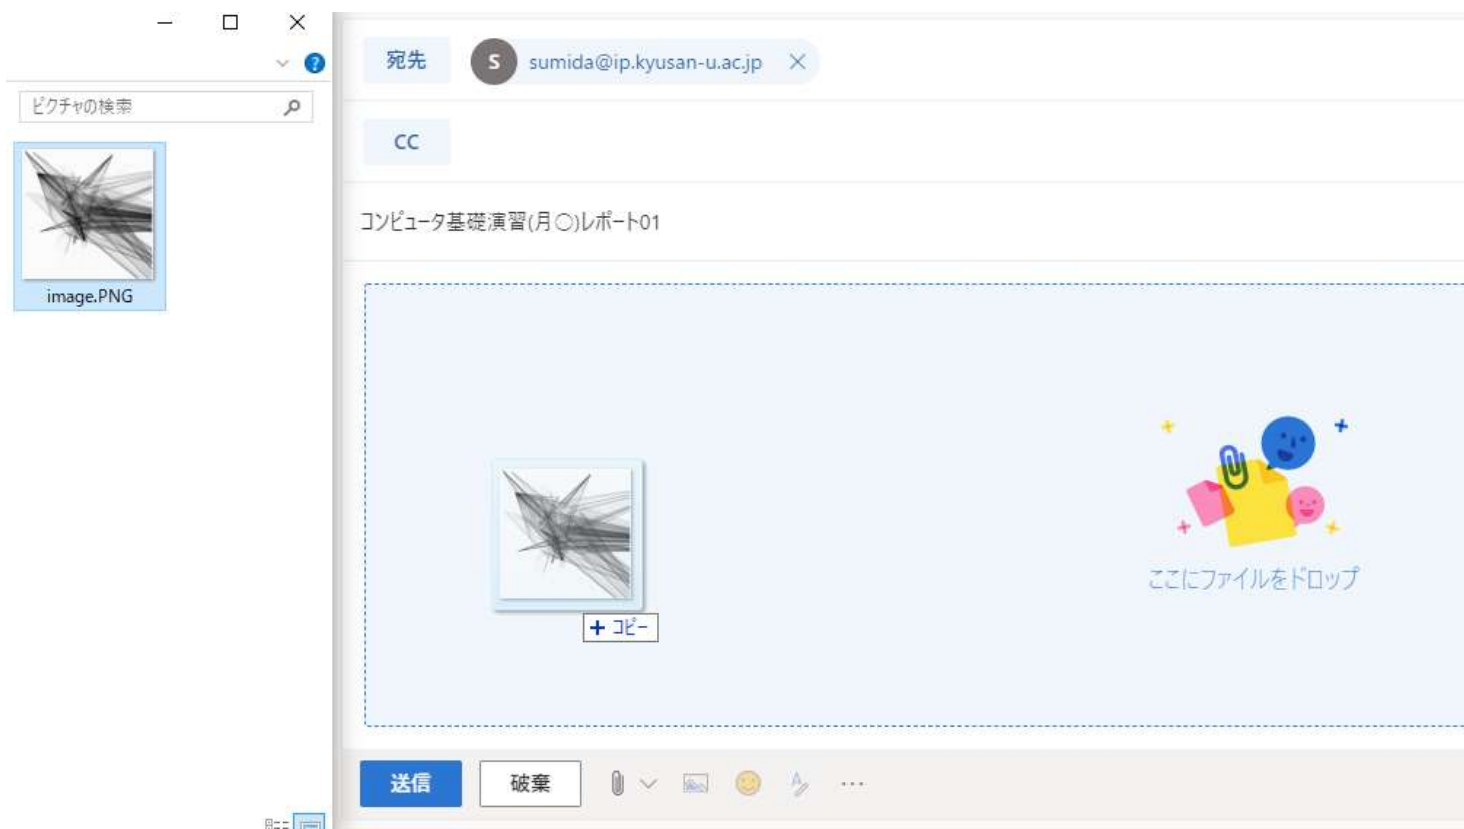 ピクチャの検索
image.PNG
宛先
S sumida@ip.kyusan-u.ac.jp
CC
コンピュータ基礎演習(月○)レポート01
+ コピー
ここにファイルをドロップ
送信
破棄